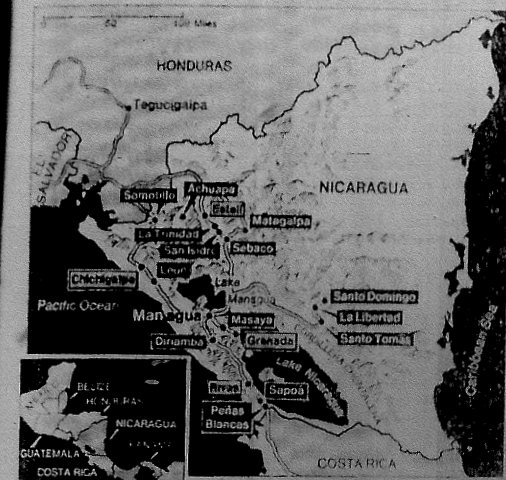 0 50 100 Miles
HONDURAS
Tegucigalpa
EL
SALVADOR
NICARAGUA
Somotillo
Achuapa
Estelí
Matagalpa
La Trinidad
San Isidro
Sebaco
Chichigalpa
León
Lake
Managua
Pacific Ocean
Managua
Santo Domingo
La Libertad
Santo Tomás
Masaya
Diriamba
Granada
Lake Nicaragua
Caribbean Sea
Rivas
Sapoá
Peñas
Blancas
COSTA RICA
BELIZE
HONDURAS
NICARAGUA
GUATEMALA
COSTA RICA